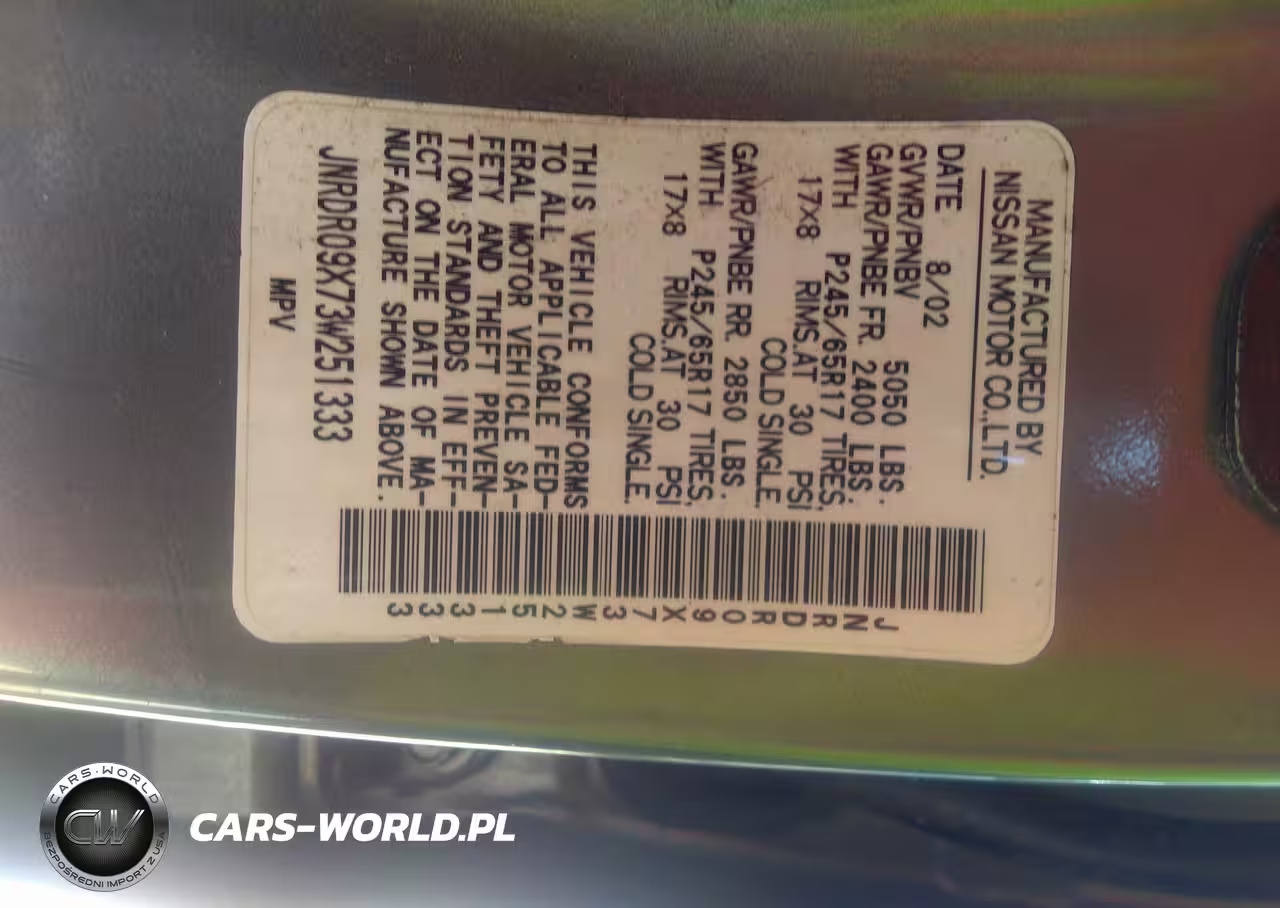 MANUFACTURED BY
NISSAN MOTOR CO.,LTD.
DATE 8/02
GVWR/PNBV 5050 LBS.
GAWR/PNBE FR. 2400 LBS.
WITH P245/65R17 TIRES,
17x8 RIMS.AT 30 PSI
COLD SINGLE.
GAWR/PNBE RR. 2850 LBS.
WITH P245/65R17 TIRES,
17x8 RIMS.AT 30 PSI
COLD SINGLE.
THIS VEHICLE CONFORMS
TO ALL APPLICABLE FED-
ERAL MOTOR VEHICLE SA-
FETY AND THEFT PREVEN-
TION STANDARDS IN EFF-
ECT ON THE DATE OF MA-
NUFACTURE SHOWN ABOVE.
JNRDR09X73W251333
MPV
JNRDR09X73W251333
CARS-WORLD
CW
BEZPOŚREDNI IMPORT Z USA
CARS-WORLD.PL